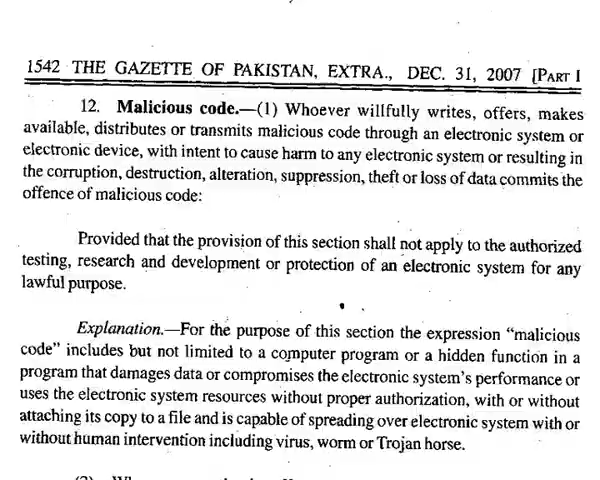 1542 THE GAZETTE OF PAKISTAN, EXTRA., DEC. 31, 2007 [PART I
12. Malicious code.—(1) Whoever willfully writes, offers, makes
available, distributes or transmits malicious code through an electronic system or
electronic device, with intent to cause harm to any electronic system or resulting in
the corruption, destruction, alteration, suppression, theft or loss of data commits the
offence of malicious code:
Provided that the provision of this section shall not apply to the authorized
testing, research and development or protection of an electronic system for any
lawful purpose.
Explanation.—For the purpose of this section the expression “malicious
code” includes but not limited to a computer program or a hidden function in a
program that damages data or compromises the electronic system’s performance or
uses the electronic system resources without proper authorization, with or without
attaching its copy to a file and is capable of spreading over electronic system with or
without human intervention including virus, worm or Trojan horse.